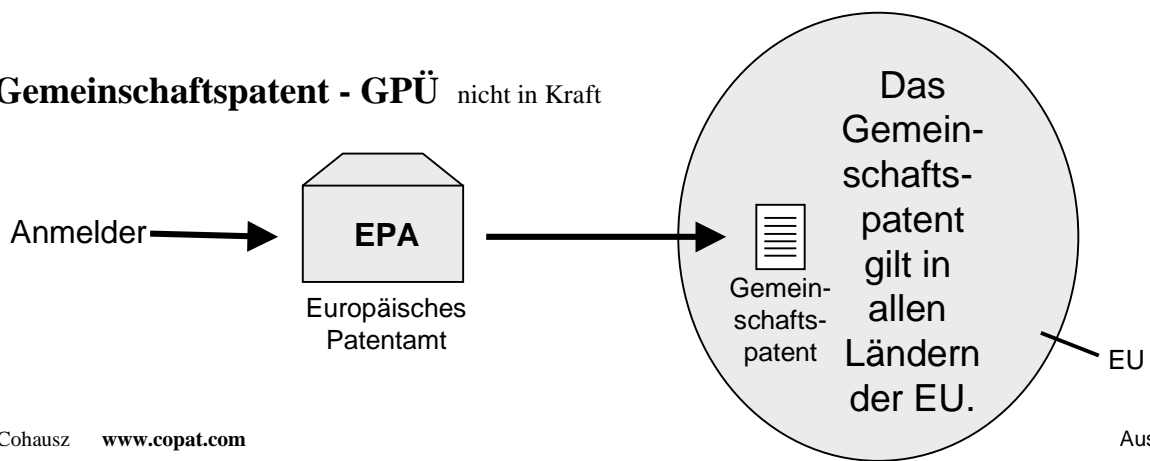 Gemeinschaftspatent - GPÜ nicht in Kraft
Anmelder
EPA
Europäisches
Patentamt
Gemein-
schafts-
patent
Das
Gemein-
schafts-
patent
gilt in
allen
Ländern
der EU.
EU
Cohausz www.copat.com
Aus